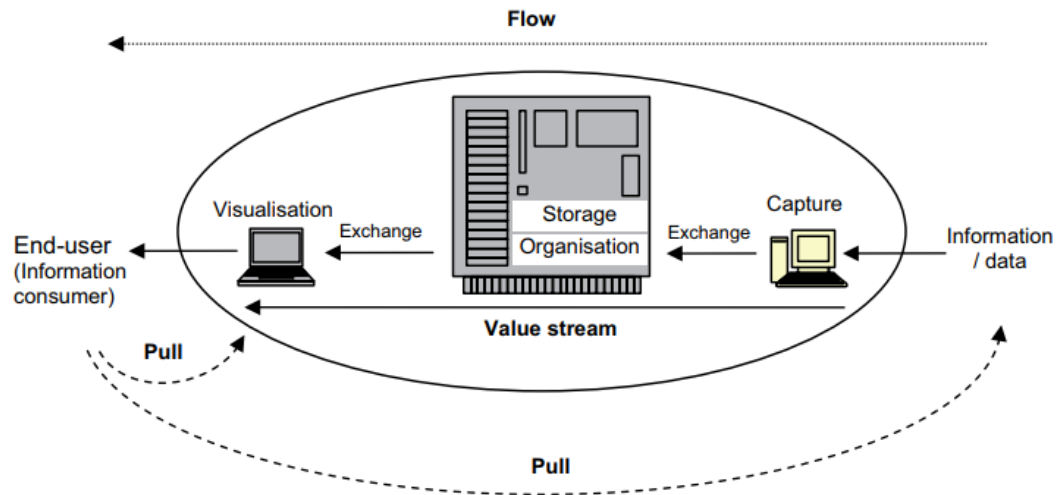 Flow
Visualisation
Exchange
Storage
Organisation
Exchange
Capture
End-user
(Information
consumer)
Information
/ data
Value stream
Pull
Pull